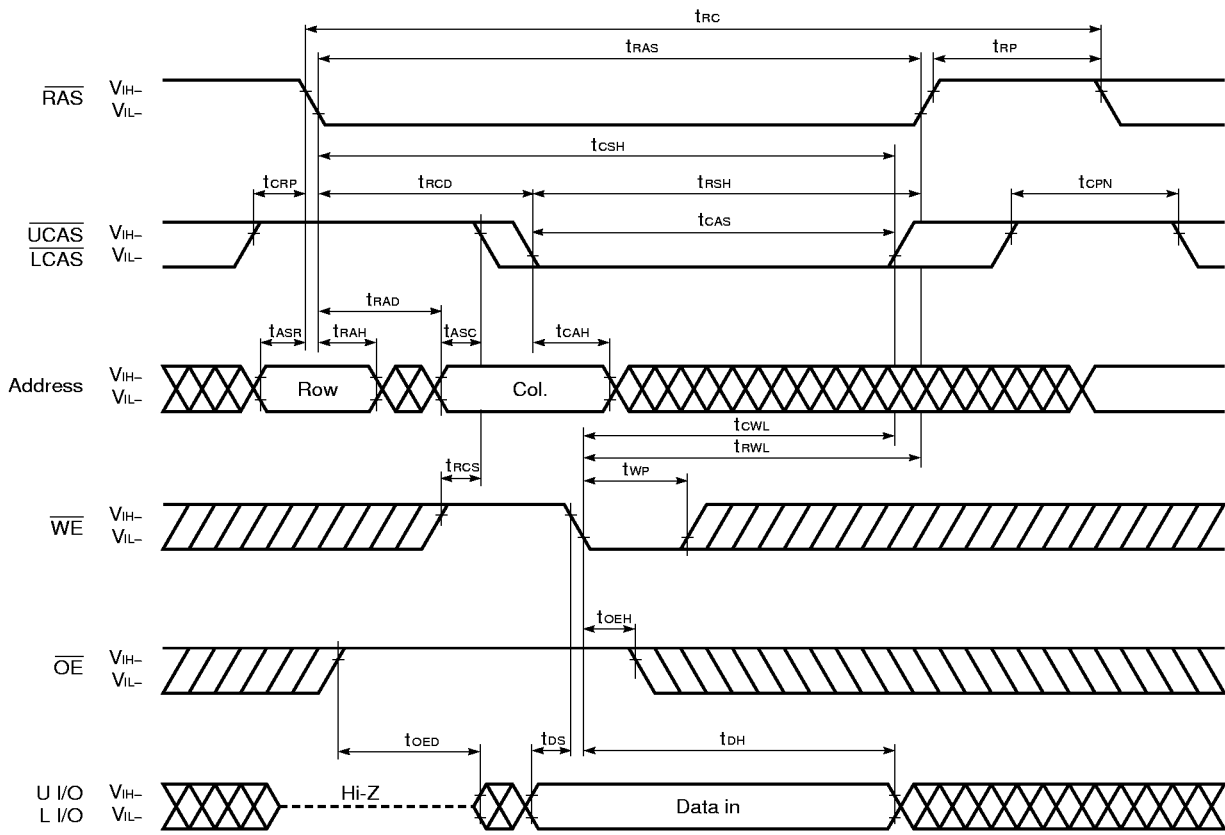 tRC
tRAS
tRP
RAS
VIH–
VIL–
tCSH
tCRP
tRCD
tRSH
tCPN
UCAS
LCAS
VIH–
VIL–
tCAS
tRAD
tASR
tRAH
tASC
tCAH
Address
VIH–
VIL–
Row
Col.
tCWL
tRWL
tRCS
tWP
WE
VIH–
VIL–
tOEH
OE
VIH–
VIL–
tOED
tDS
tDH
U I/O
L I/O
VIH–
VIL–
Hi-Z
Data in